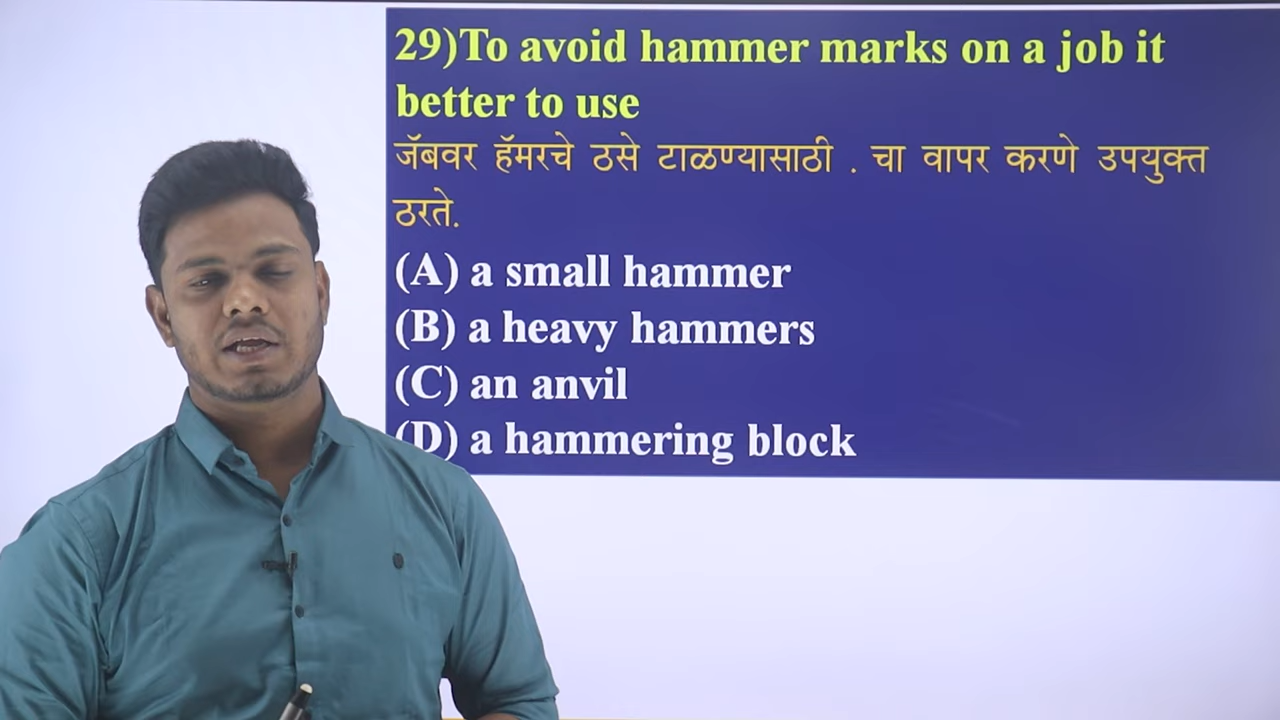 29)To avoid hammer marks on a job it
better to use
जॅबवर हॅमरचे ठसे टाळण्यासाठी . चा वापर करणे उपयुक्त
ठरते.
(A) a small hammer
(B) a heavy hammers
(C) an anvil
(D) a hammering block